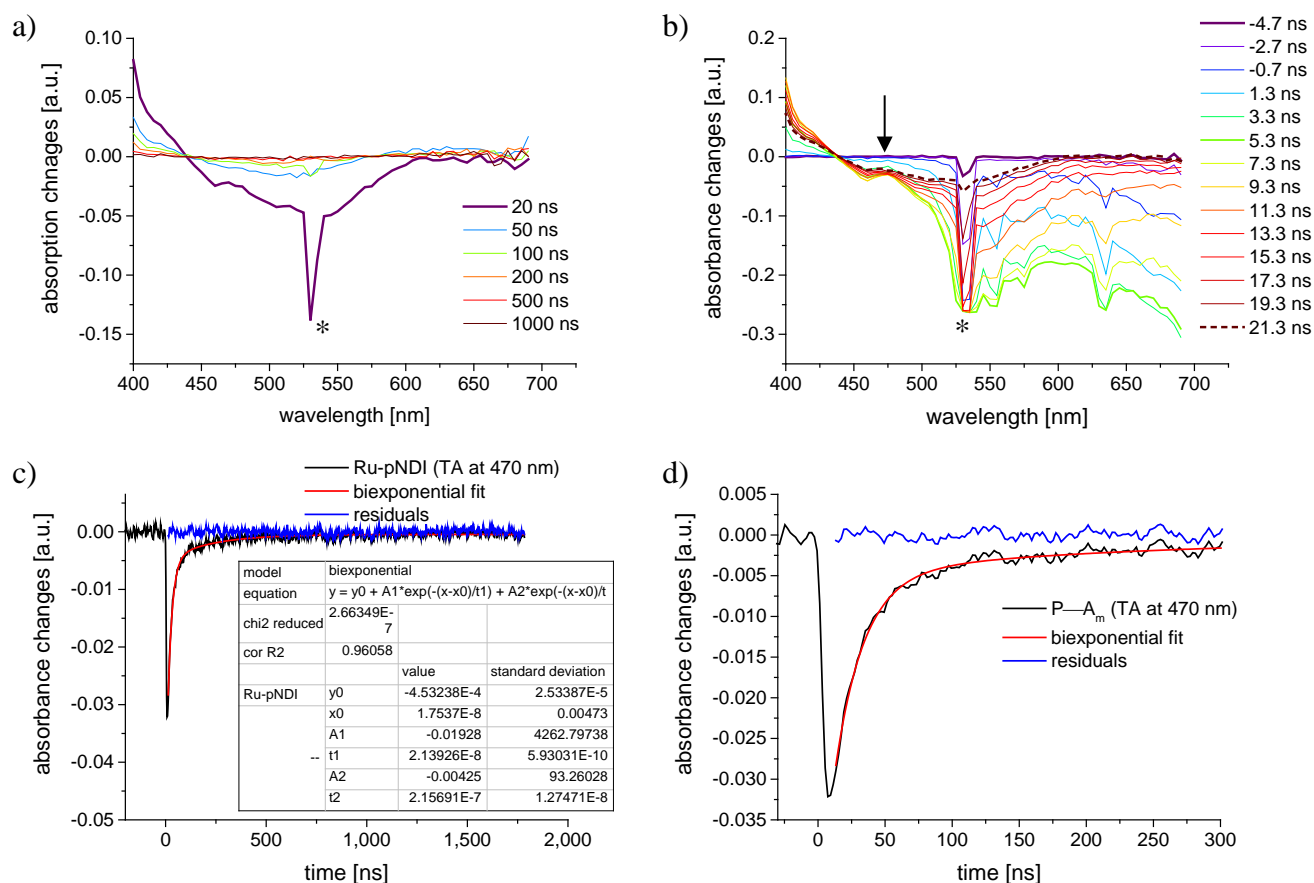 a)
0.10
0.05
0.00
-0.05
-0.10
-0.15
absorption chnages [a.u.]
400 450 500 550 600 650 700
wavelength [nm]
20 ns
50 ns
100 ns
200 ns
500 ns
1000 ns
*
b)
0.2
0.1
0.0
-0.1
-0.2
-0.3
absorbance changes [a.u.]
400 450 500 550 600 650 700
wavelength [nm]
*
-4.7 ns
-2.7 ns
-0.7 ns
1.3 ns
3.3 ns
5.3 ns
7.3 ns
9.3 ns
11.3 ns
13.3 ns
15.3 ns
17.3 ns
19.3 ns
21.3 ns
c)
Ru-pNDI (TA at 470 nm)
biexponential fit
residuals
0.00
-0.01
-0.02
-0.03
-0.04
-0.05
absorbance changes [a.u.]
0 500 1,000 1,500 2,000
time [ns]
model biexponential
equation y = y0 + A1*exp(-(x-x0)/t1) + A2*exp(-(x-x0)/t
chi2 reduced 2.66349E-
7
cor R2 0.96058
value standard deviation
Ru-pNDI y0 -4.53238E-4 2.53387E-5
x0 1.7537E-8 0.00473
A1 -0.01928 4262.79738
-- t1 2.13926E-8 5.93031E-10
A2 -0.00425 93.26028
t2 2.15691E-7 1.27471E-8
d)
0.005
0.000
-0.005
-0.010
-0.015
-0.020
-0.025
-0.030
-0.035
absorbance changes [a.u.]
0 50 100 150 200 250 300
time [ns]
P—Am (TA at 470 nm)
biexponential fit
residuals